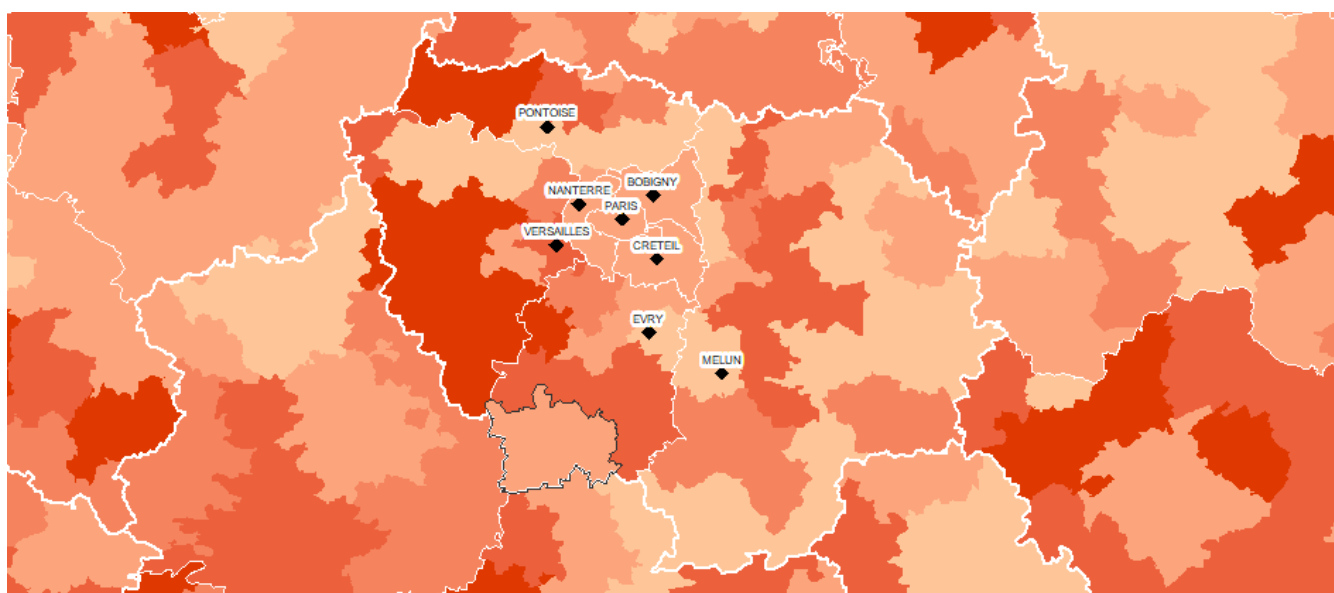 PONTOISE
BOBIGNY
NANTERRE
PARIS
VERSAILLES
CRETEIL
EVRY
MELUN